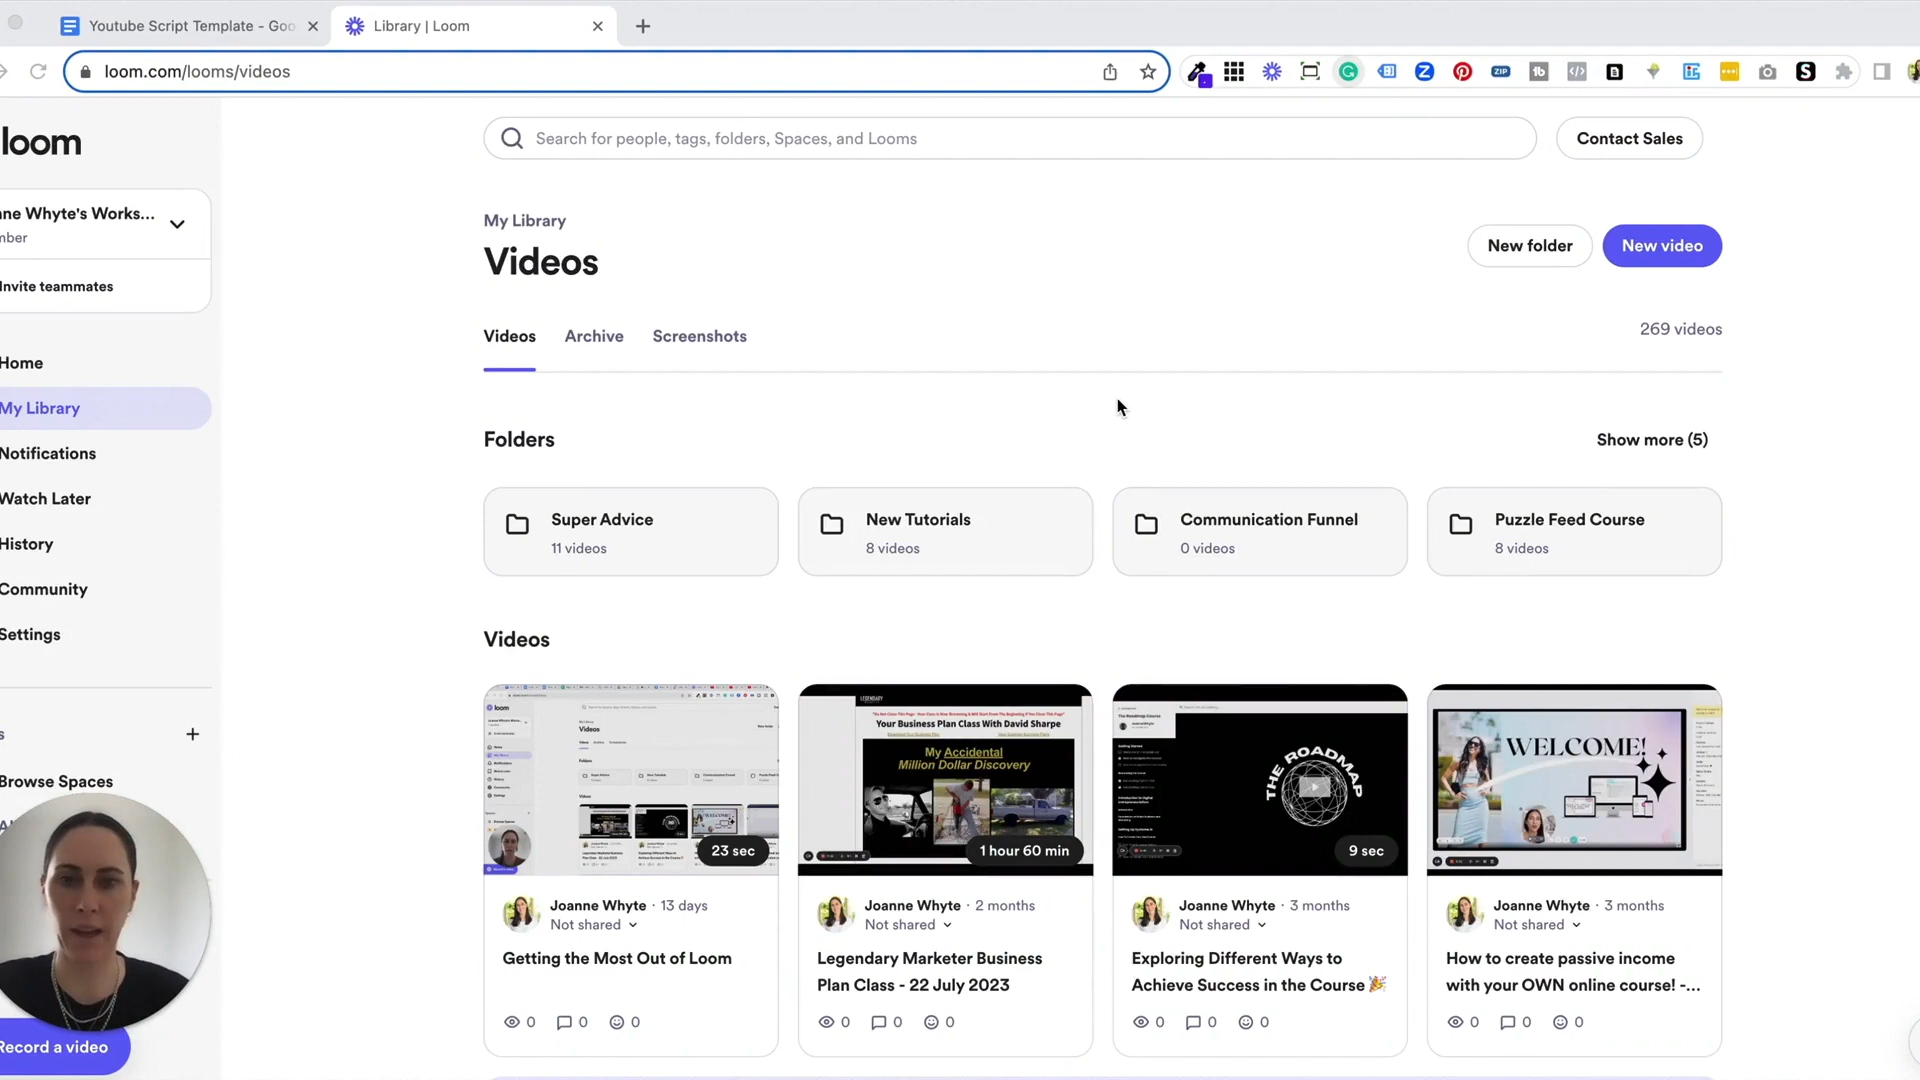 Youtube Script Template - Goo
Library | Loom
loom.com/looms/videos
ZIP
loom
Search for people, tags, folders, Spaces, and Looms
Contact Sales
ne Whyte's Works...
mber
Invite teammates
My Library
Videos
New folder
New video
Videos
Archive
Screenshots
269 videos
Home
My Library
Notifications
Watch Later
History
Community
Settings
s
Browse Spaces
Record a video
Folders
Show more (5)
Super Advice
11 videos
New Tutorials
8 videos
Communication Funnel
0 videos
Puzzle Feed Course
8 videos
Videos
loom
Videos
23 sec
LEGENDARY
Your Business Plan Class With David Sharpe
My Accidental
Million Dollar Discovery
1 hour 60 min
THE ROADMAP
9 sec
WELCOME!
Joanne Whyte · 13 days
Not shared
Getting the Most Out of Loom
0 0 0
Joanne Whyte · 2 months
Not shared
Legendary Marketer Business
Plan Class - 22 July 2023
0 0 0
Joanne Whyte · 3 months
Not shared
Exploring Different Ways to
Achieve Success in the Course 🎉
0 0 0
Joanne Whyte · 3 months
Not shared
How to create passive income
with your OWN online course! -...
0 0 0